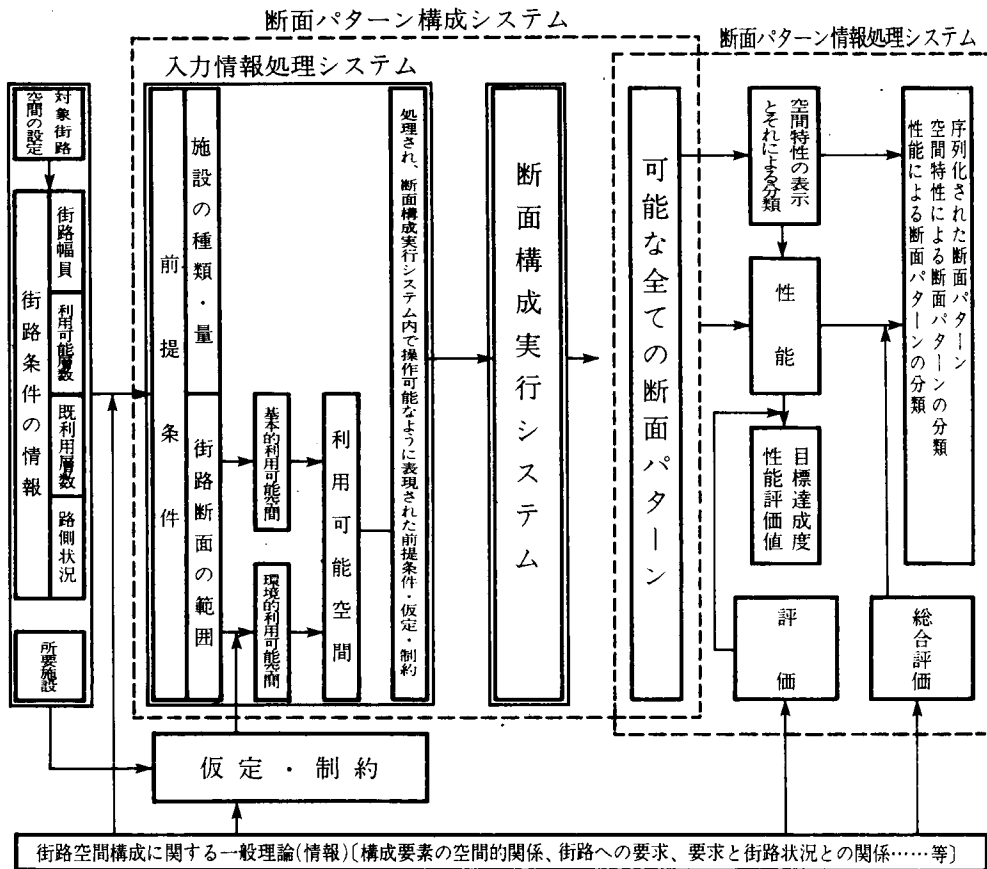 断面パターン構成システム
断面パターン情報処理システム
入力情報処理システム
対象街路
空間の設定
街路条件の情報
街路幅員
利用可能層数
既利用層数
路側状況
所要施設
前提条件
施設の種類・量
街路断面の範囲
基本的利用可能空間
環境的利用可能空間
利用可能空間
処理され、断面構成実行システム内で操作可能なように表現された前提条件・仮定・制約
断面構成実行システム
可能な全ての断面パターン
空間特性の表示
とそれによる分類
性能
目標達成度
性能評価値
評価
序列化された断面パターン
空間特性による断面パターンの分類
性能による断面パターンの分類
総合評価
仮定・制約
街路空間構成に関する一般理論(情報)〔構成要素の空間的関係、街路への要求、要求と街路状況との関係……等〕